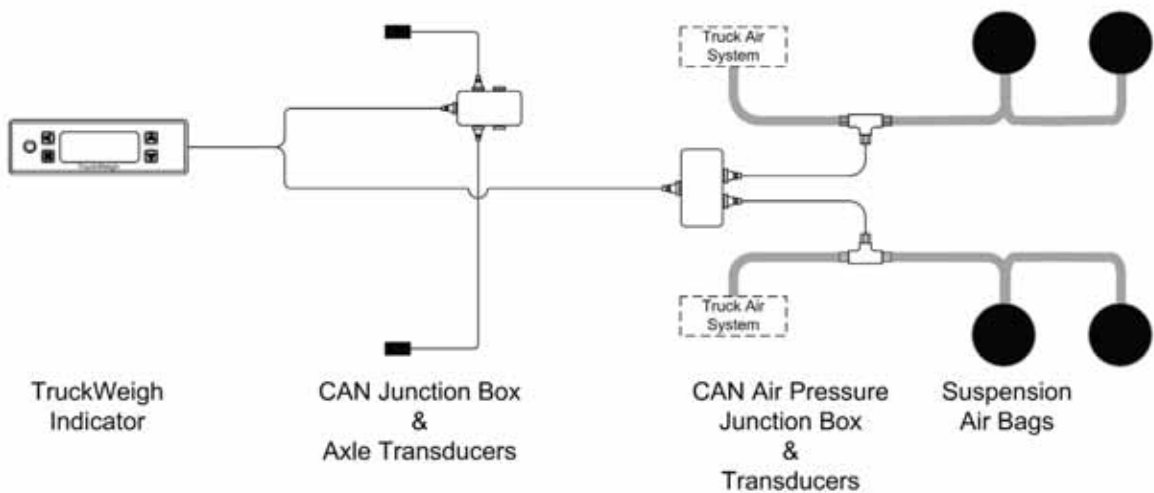 Truck Air
System
TruckWeigh
Truck Air
System
TruckWeigh
Indicator
CAN Junction Box
&
Axle Transducers
CAN Air Pressure
Junction Box
&
Transducers
Suspension
Air Bags